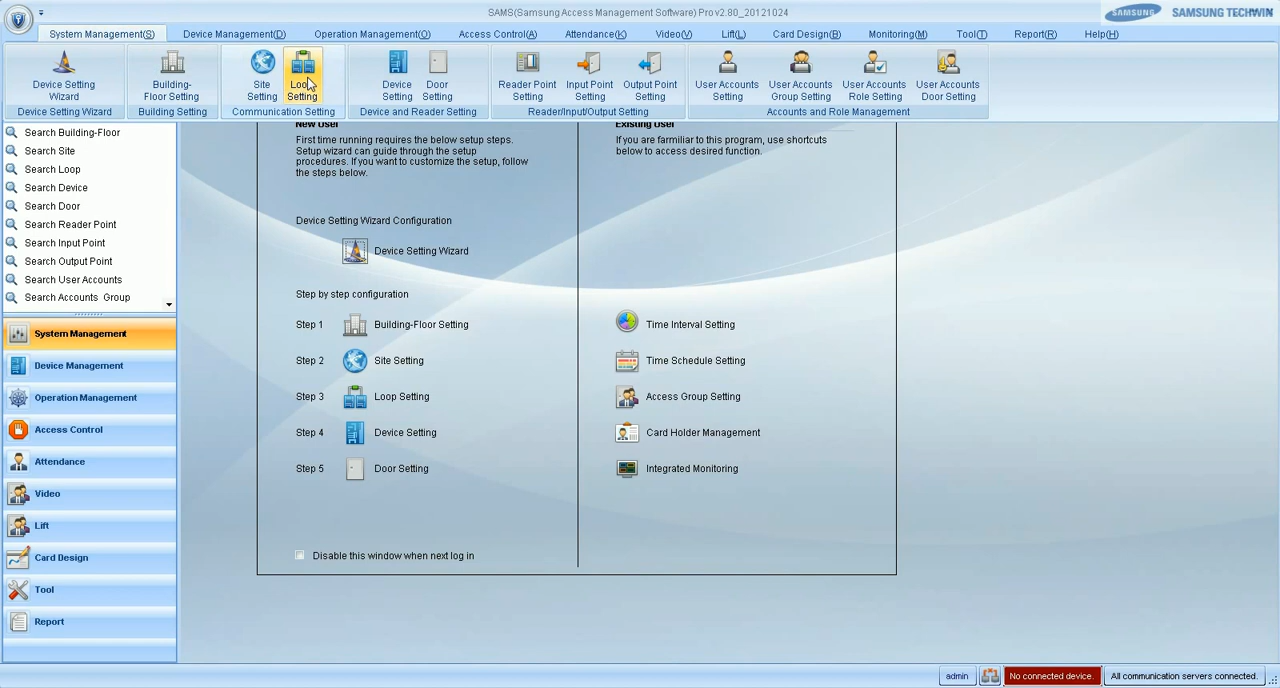 SAMS(Samsung Access Management Software) Pro v2.80_20121024
SAMSUNG
SAMSUNG TECHWIN
System Management(S)
Device Management(D)
Operation Management(O)
Access Control(A)
Attendance(K)
Video(V)
Lift(L)
Card Design(B)
Monitoring(M)
Tool(T)
Report(R)
Help(H)
Device Setting
Wizard
Building-
Floor Setting
Site
Setting
Loop
Setting
Device
Setting
Door
Setting
Reader Point
Setting
Input Point
Setting
Output Point
Setting
User Accounts
Setting
User Accounts
Group Setting
User Accounts
Role Setting
User Accounts
Door Setting
Device Setting Wizard
Building Setting
Communication Setting
Device and Reader Setting
Reader/Input/Output Setting
Accounts and Role Management
Search Building-Floor
Search Site
Search Loop
Search Device
Search Door
Search Reader Point
Search Input Point
Search Output Point
Search User Accounts
Search Accounts Group
System Management
Device Management
Operation Management
Access Control
Attendance
Video
Lift
Card Design
Tool
Report
New User
First time running requires the below setup steps.
Setup wizard can guide through the setup
procedures. If you want to customize the setup, follow
the steps below.
Device Setting Wizard Configuration
Device Setting Wizard
Step by step configuration
Step 1 Building-Floor Setting
Step 2 Site Setting
Step 3 Loop Setting
Step 4 Device Setting
Step 5 Door Setting
Disable this window when next log in
Existing User
If you are farmiliar to this program, use shortcuts
below to access desired function.
Time Interval Setting
Time Schedule Setting
Access Group Setting
Card Holder Management
Integrated Monitoring
admin
No connected device.
All communication servers connected.